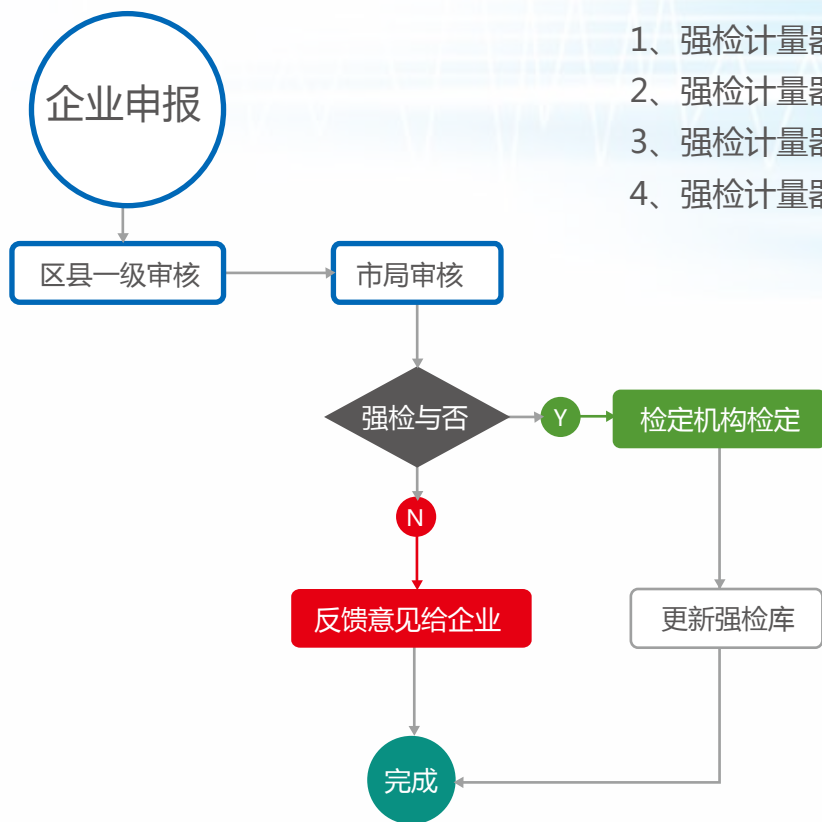 企业申报
1、强检计量器
2、强检计量器
3、强检计量器
4、强检计量器
区县一级审核
市局审核
强检与否
Y
检定机构检定
N
反馈意见给企业
更新强检库
完成